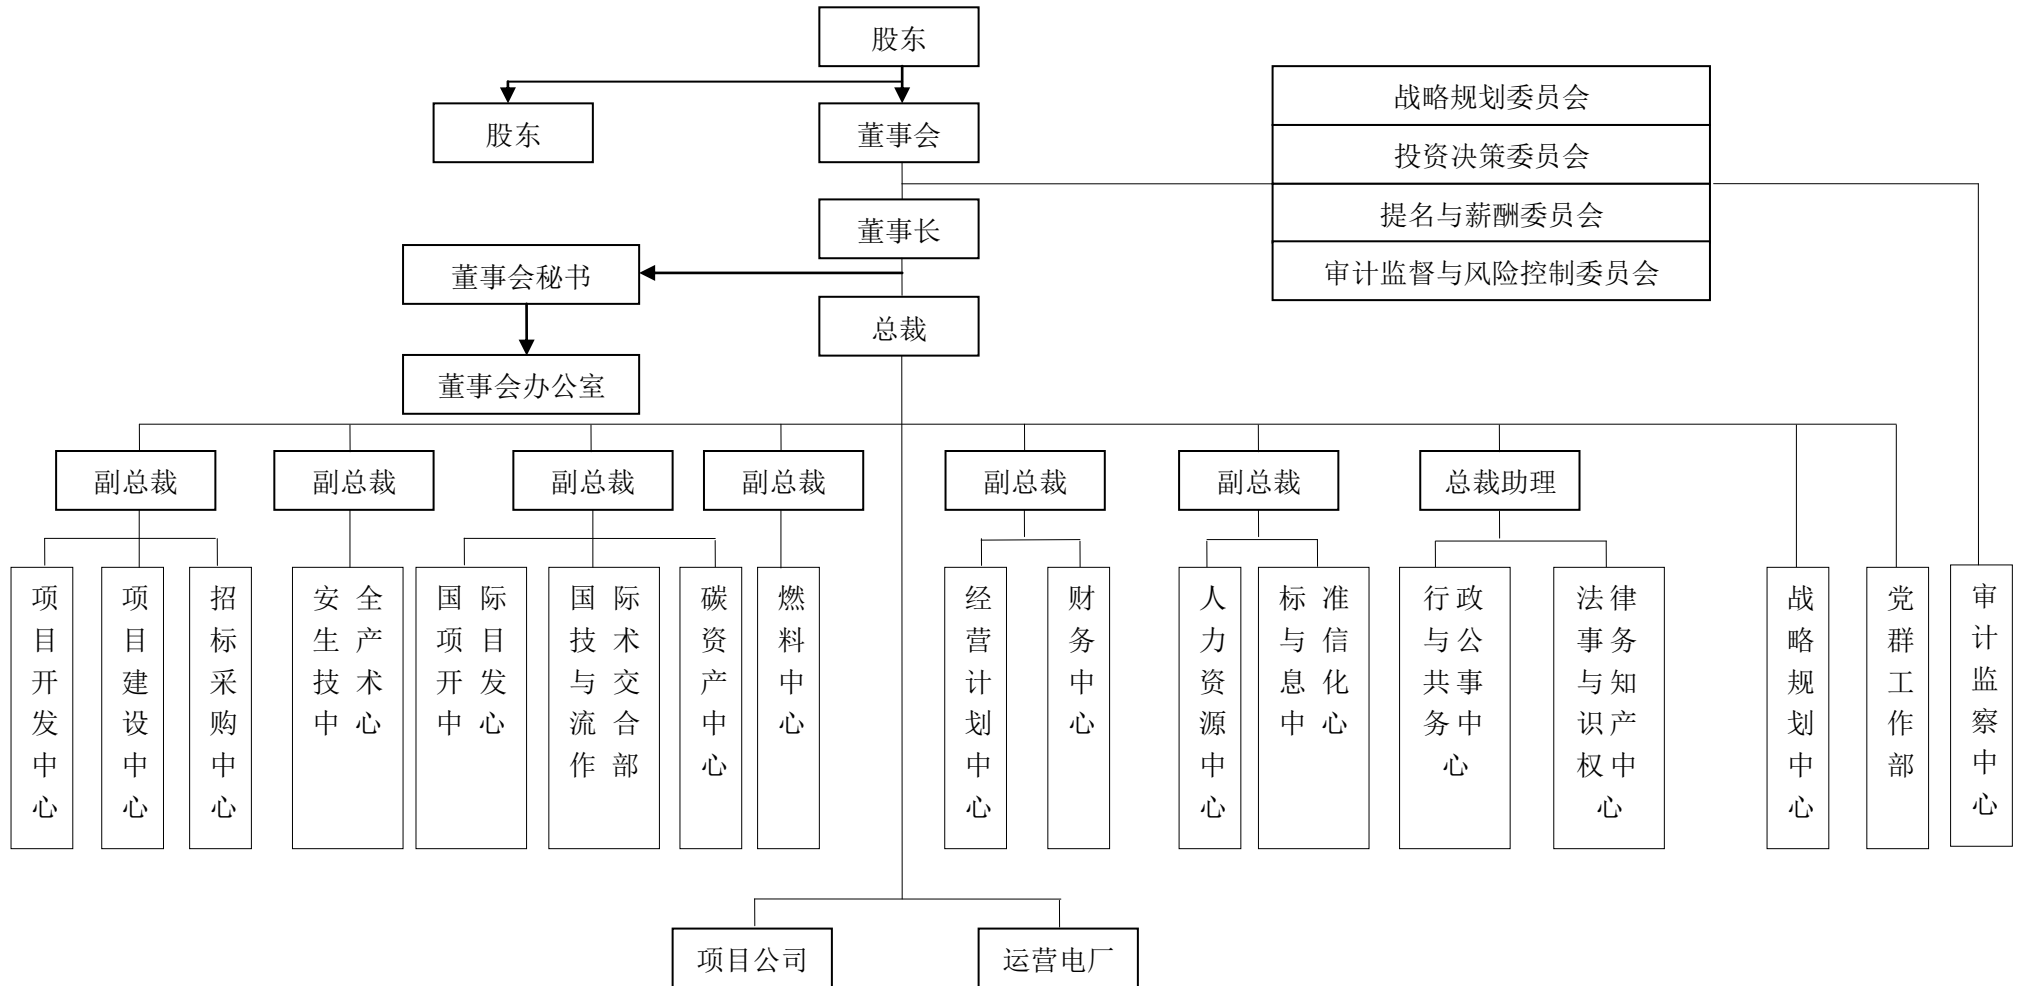 股东
股东
董事会
战略规划委员会
投资决策委员会
提名与薪酬委员会
审计监督与风险控制委员会
董事长
董事会秘书
总裁
董事会办公室
副总裁
副总裁
副总裁
副总裁
副总裁
副总裁
总裁助理
项目开发中心
项目建设中心
招标采购中心
安全生产技术中心
国际项目开发中心
国际技术与交流合作部
碳资产中心
燃料中心
经营计划中心
财务中心
人力资源中心
标准与信息化中心
行政与公共事务中心
法律事务与知识产权中心
战略规划中心
党群工作部
审计监察中心
项目公司
运营电厂